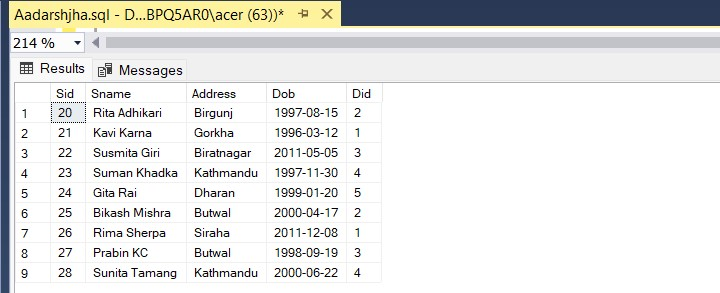 Aadarshjha.sql - D...BPQ5AR0\acer (63))*
214 %
Results Messages
Sid Sname Address Dob Did
1 20 Rita Adhikari Birgunj 1997-08-15 2
2 21 Kavi Karna Gorkha 1996-03-12 1
3 22 Susmita Giri Biratnagar 2011-05-05 3
4 23 Suman Khadka Kathmandu 1997-11-30 4
5 24 Gita Rai Dharan 1999-01-20 5
6 25 Bikash Mishra Butwal 2000-04-17 2
7 26 Rima Sherpa Siraha 2011-12-08 1
8 27 Prabin KC Butwal 1998-09-19 3
9 28 Sunita Tamang Kathmandu 2000-06-22 4